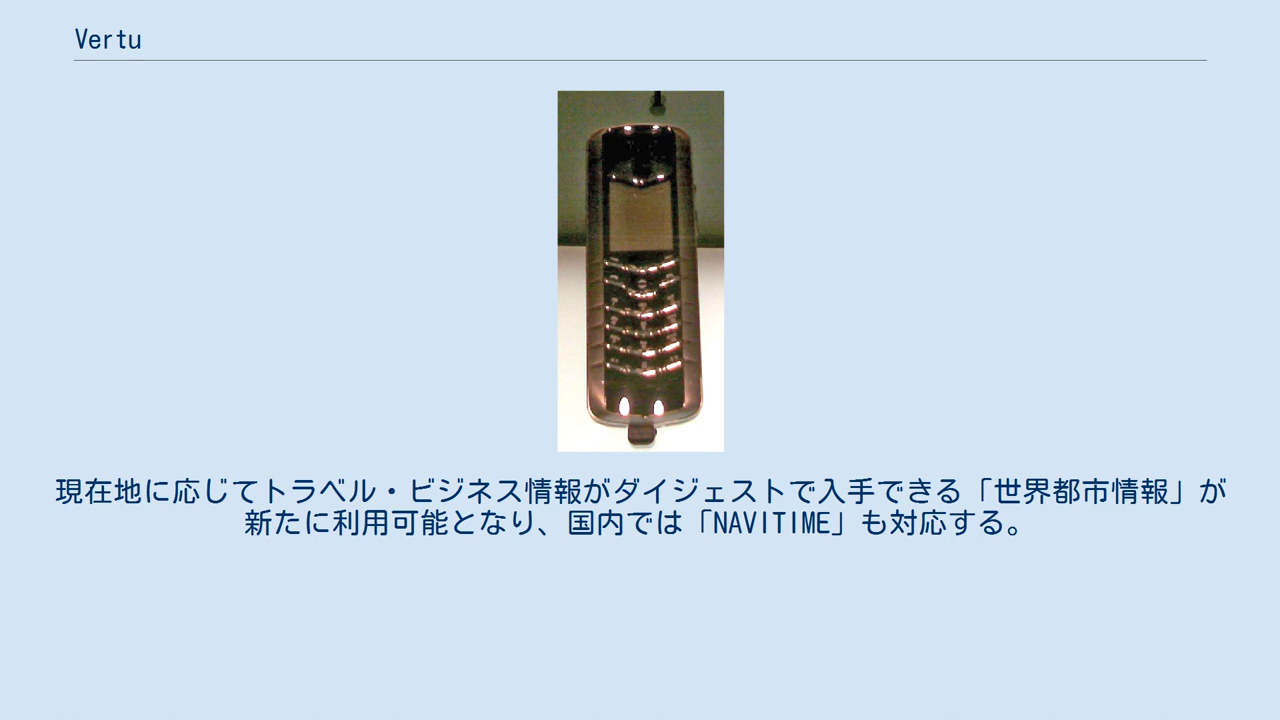 Vertu
現在地に応じてトラベル・ビジネス情報がダイジェストで入手できる「世界都市情報」が
新たに利用可能となり、国内では「NAVITIME」も対応する。